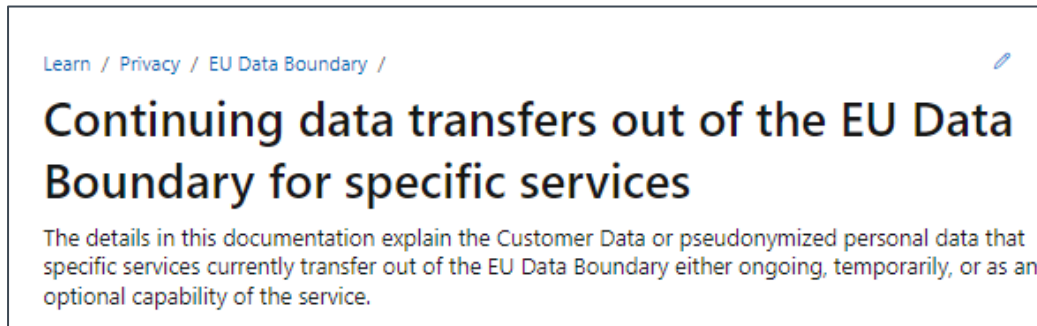 Learn / Privacy / EU Data Boundary /
Continuing data transfers out of the EU Data
Boundary for specific services
The details in this documentation explain the Customer Data or pseudonymized personal data that
specific services currently transfer out of the EU Data Boundary either ongoing, temporarily, or as an
optional capability of the service.